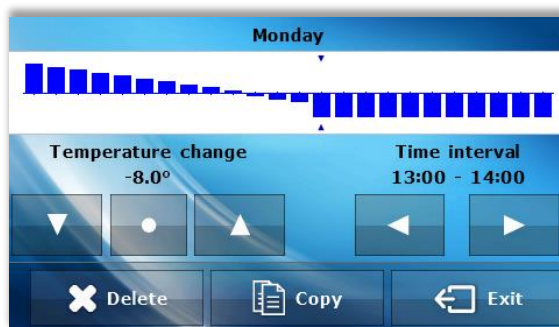 Monday
Temperature change
-8.0°
Time interval
13:00 - 14:00
Delete
Copy
Exit